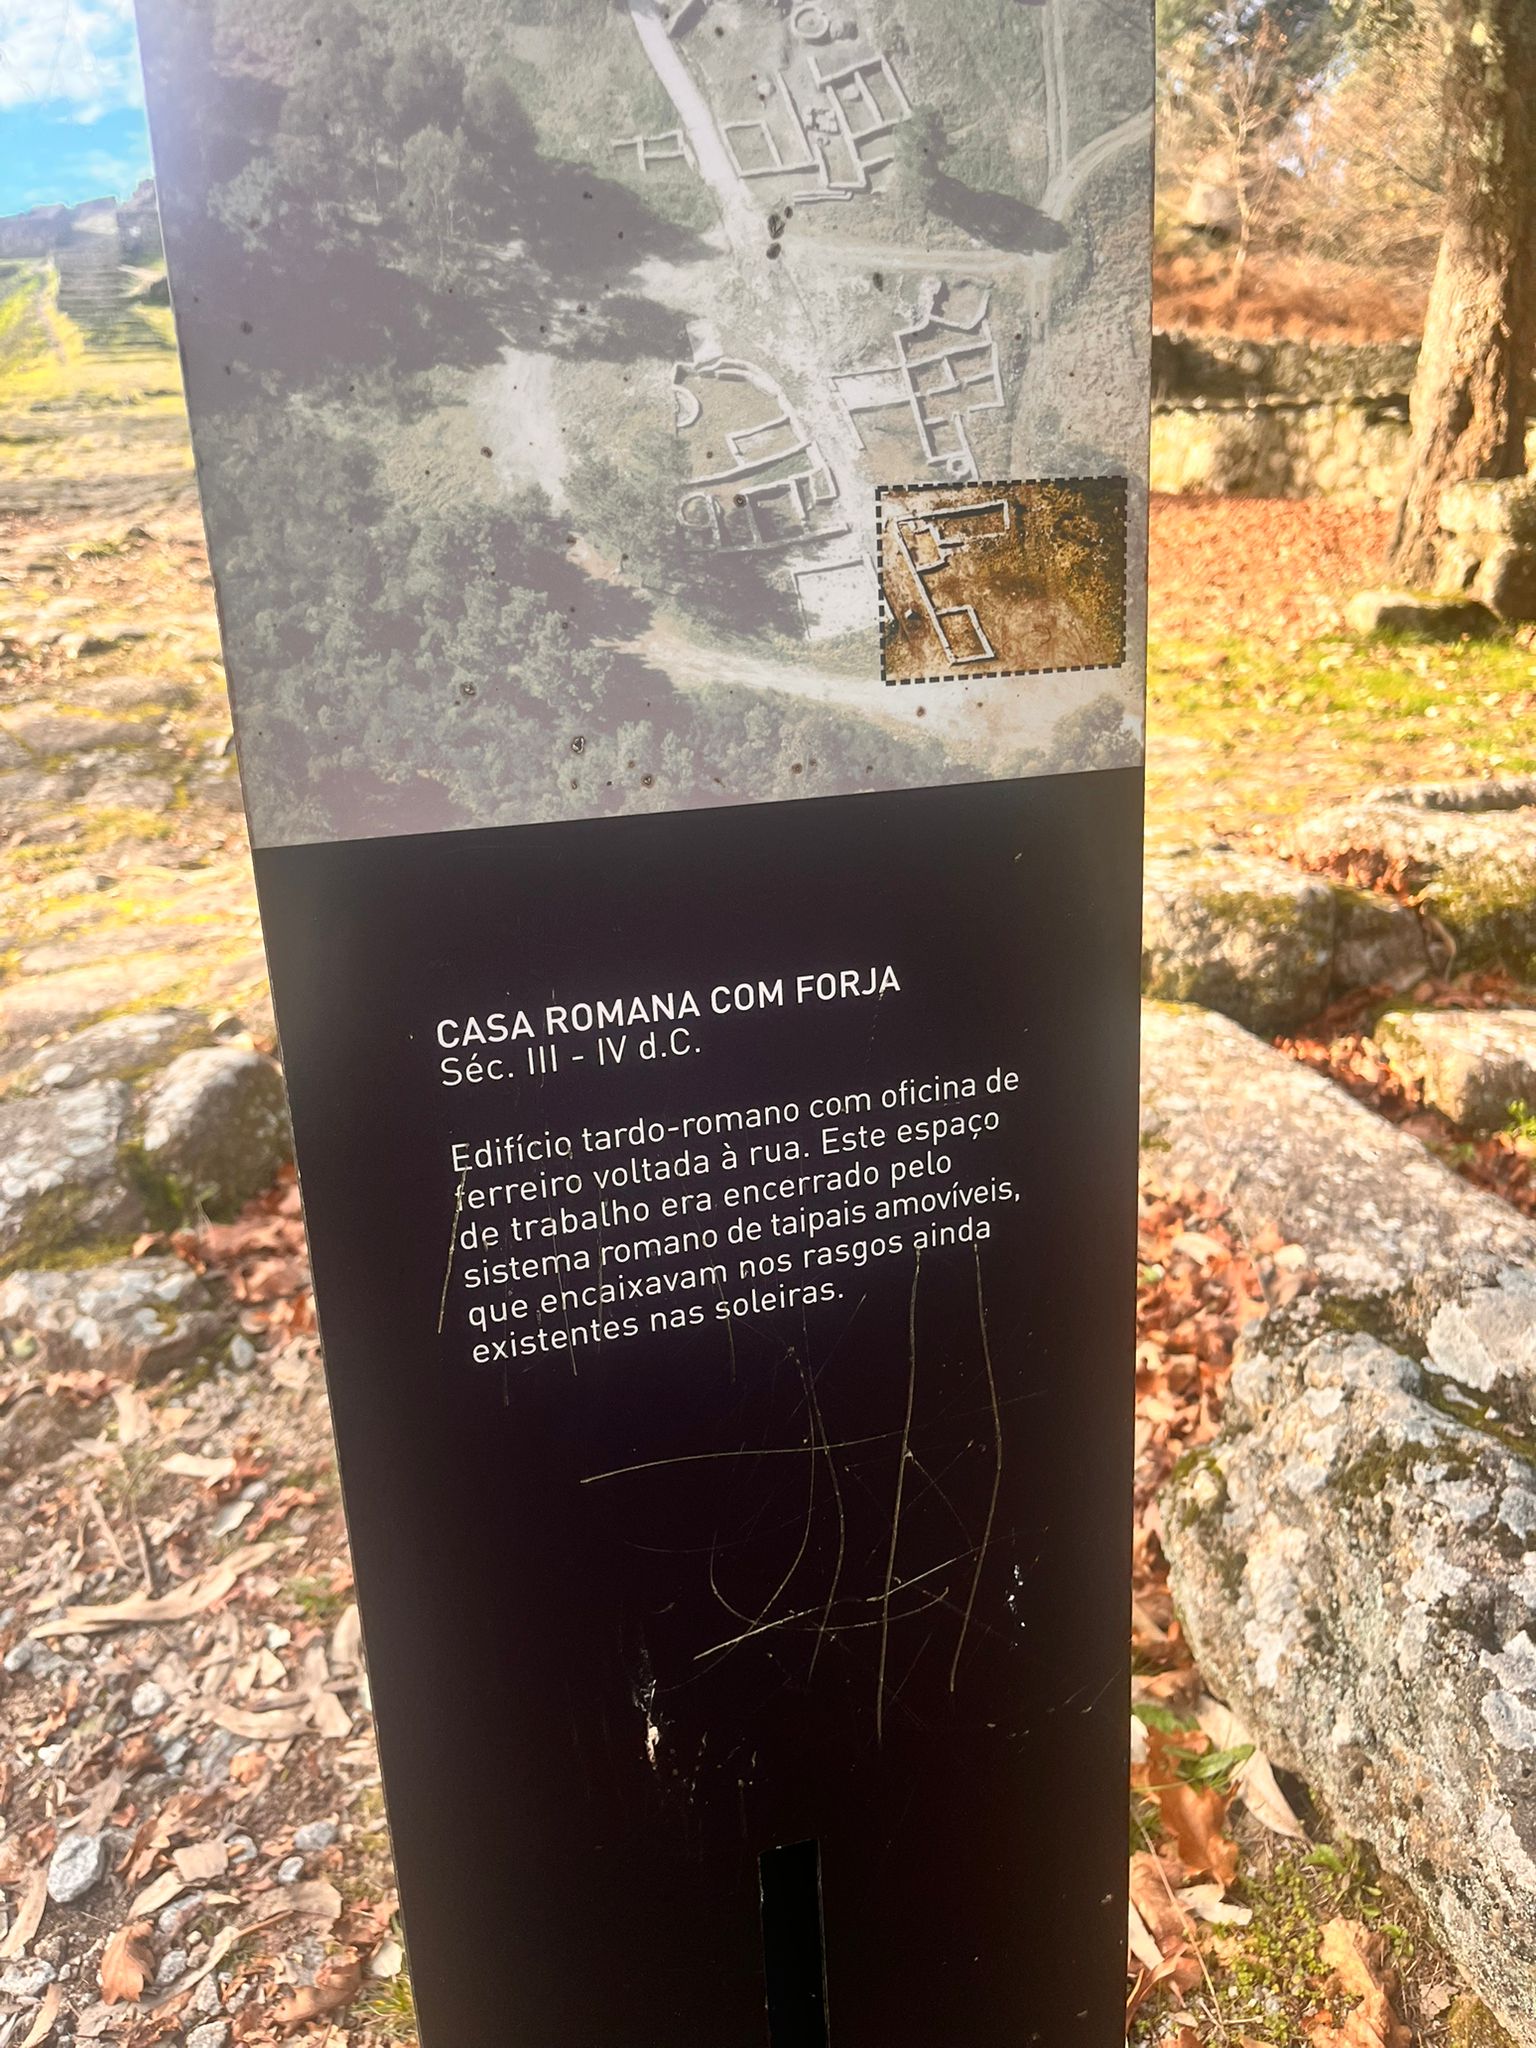 CASA ROMANA COM FORJA
Séc. III - IV d.C.
Edifício tardo-romano com oficina de
ferreiro voltada à rua. Este espaço
de trabalho era encerrado pelo
sistema romano de taipais amovíveis,
que encaixavam nos rasgos ainda
existentes nas soleiras.